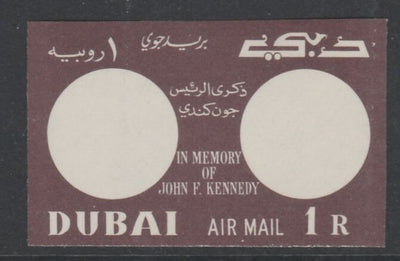 دبي بريد جوي ١ روبيه
ذكرى الرئيس
جون كندي
IN MEMORY
OF
JOHN F. KENNEDY
DUBAI AIR MAIL 1 R